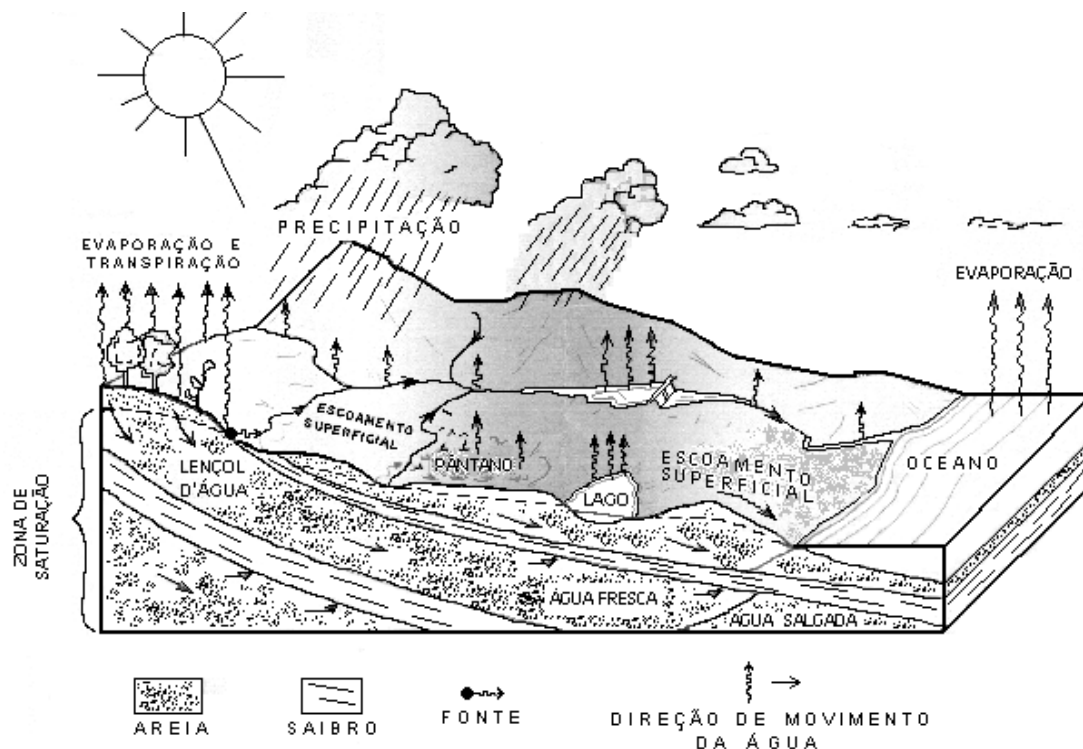 PRECIPITAÇÃO
EVAPORAÇÃO E
TRANSPIRAÇÃO
EVAPORAÇÃO
ESCOAMENTO
SUPERFICIAL
PÂNTANO
ESCOAMENTO
SUPERFICIAL
OCEANO
LENÇOL
D'ÁGUA
LAGO
ZONA DE
SATURAÇÃO
ÁGUA FRESCA
ÁGUA SALGADA
AREIA
SAIBRO
FONTE
DIREÇÃO DE MOVIMENTO
DA ÁGUA